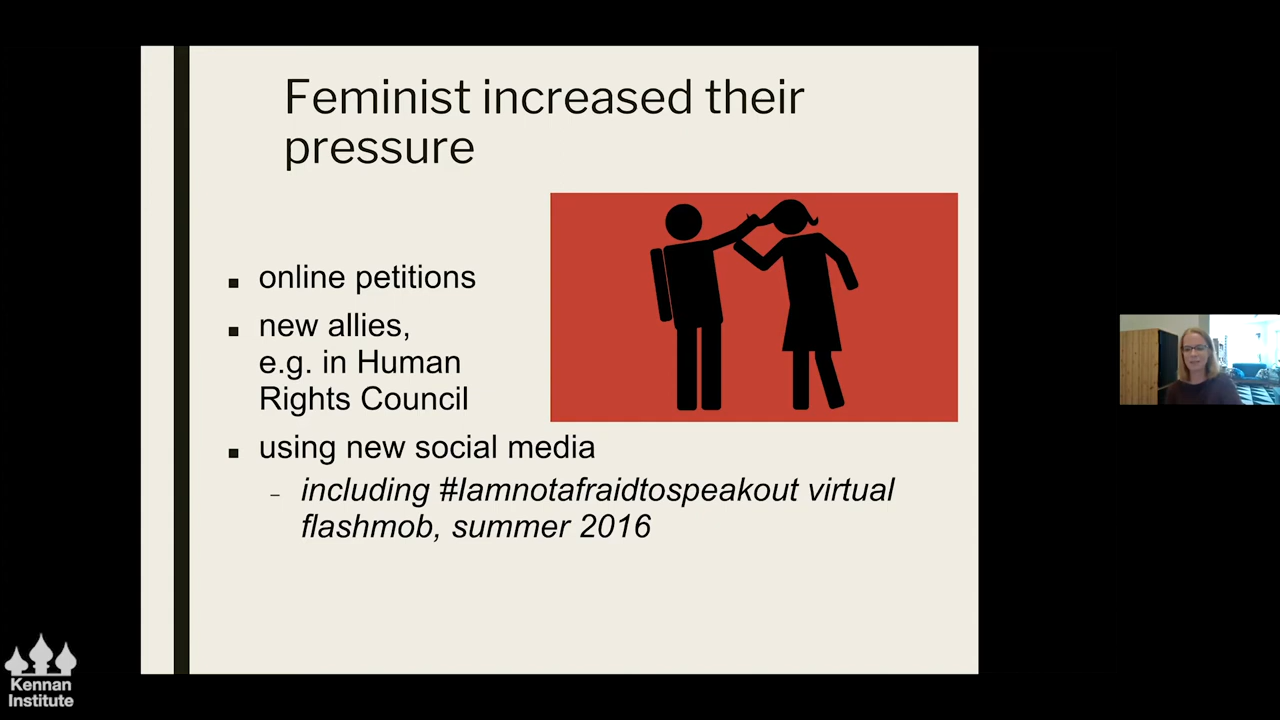 Feminist increased their
pressure
▪ online petitions
▪ new allies,
e.g. in Human
Rights Council
▪ using new social media
– including #Iamnotafraidtospeakout virtual
flashmob, summer 2016
Kennan
Institute